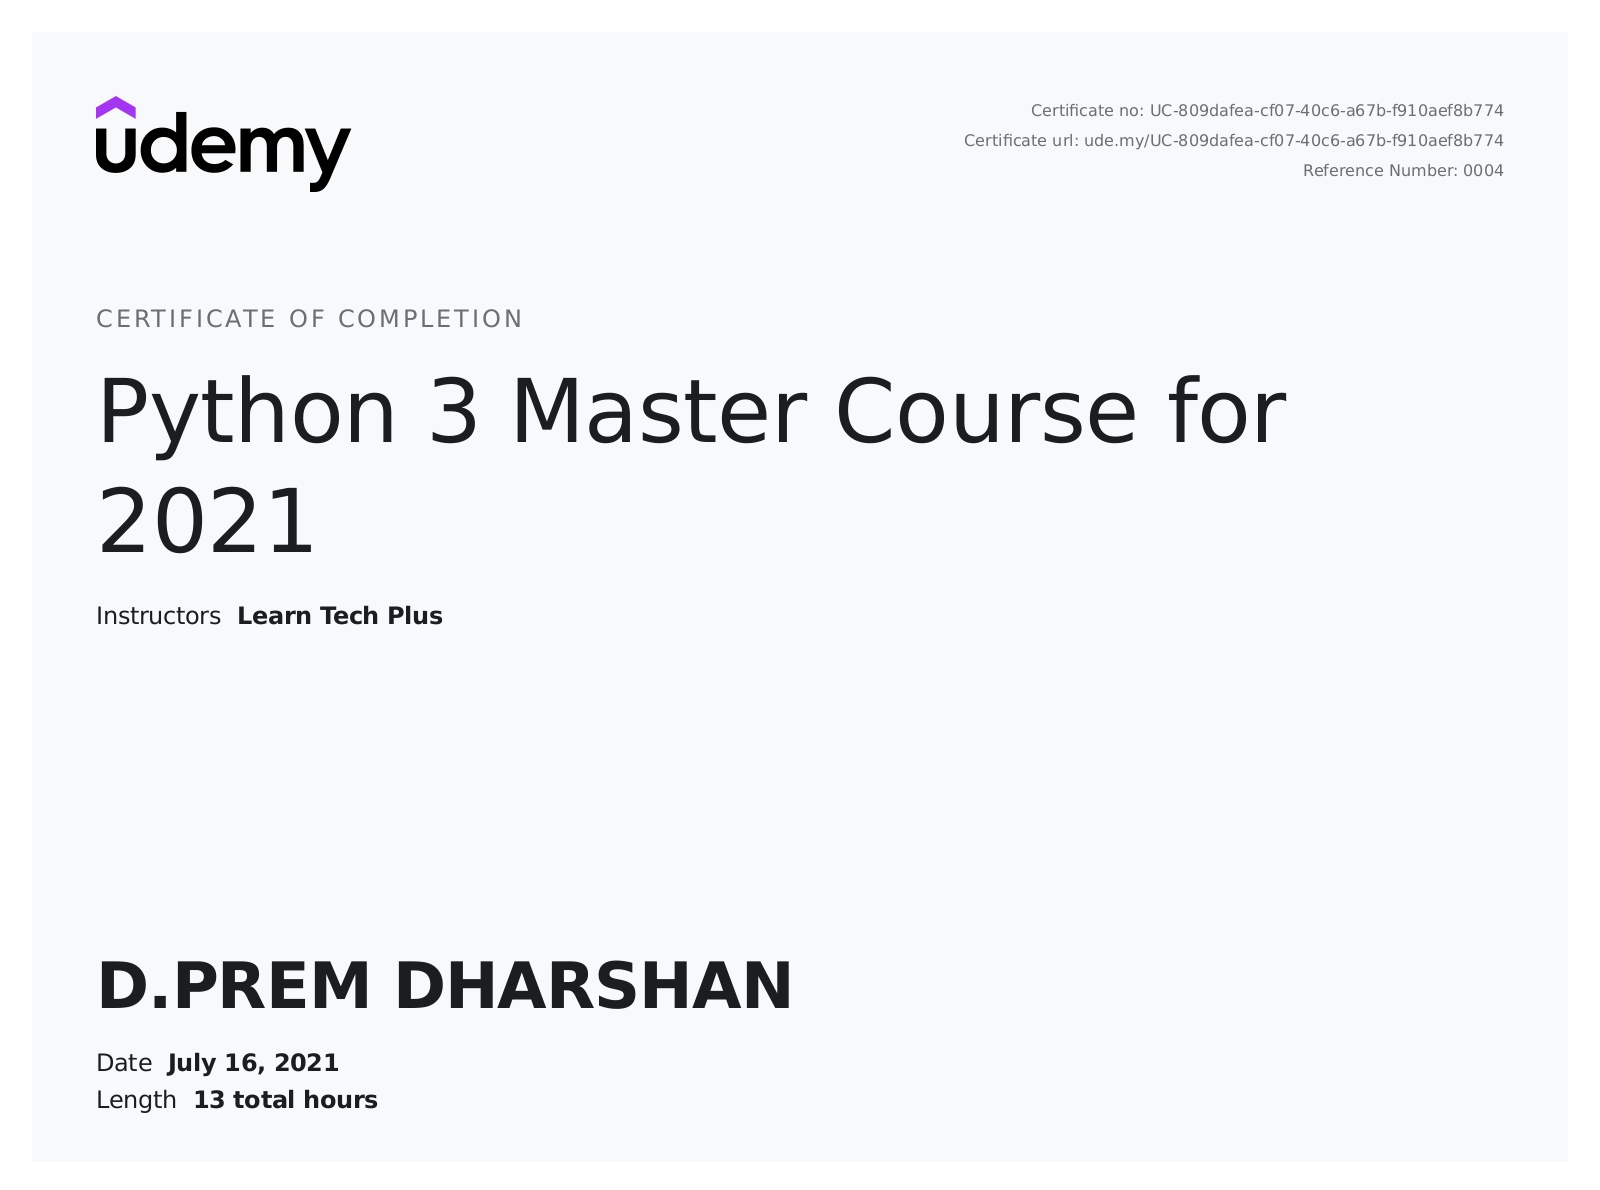 udemy
Certificate no: UC-809dafea-cf07-40c6-a67b-f910aef8b774
Certificate url: ude.my/UC-809dafea-cf07-40c6-a67b-f910aef8b774
Reference Number: 0004
CERTIFICATE OF COMPLETION
Python 3 Master Course for
2021
Instructors Learn Tech Plus
D.PREM DHARSHAN
Date July 16, 2021
Length 13 total hours